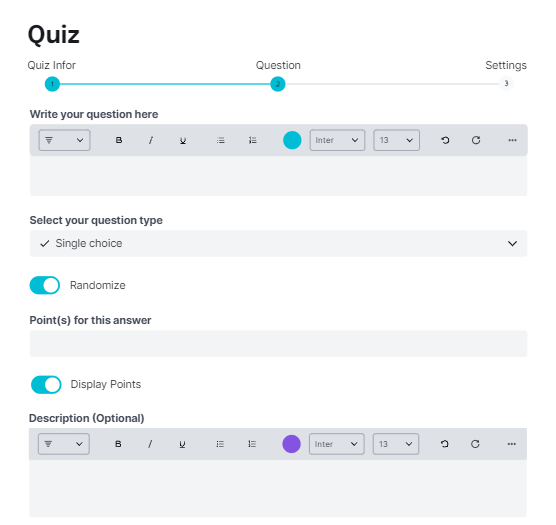 Quiz
Quiz Infor Question Settings
1 2 3
Write your question here
B I U Inter 13 ...
Select your question type
Single choice
Randomize
Point(s) for this answer
Display Points
Description (Optional)
B I U Inter 13 ...